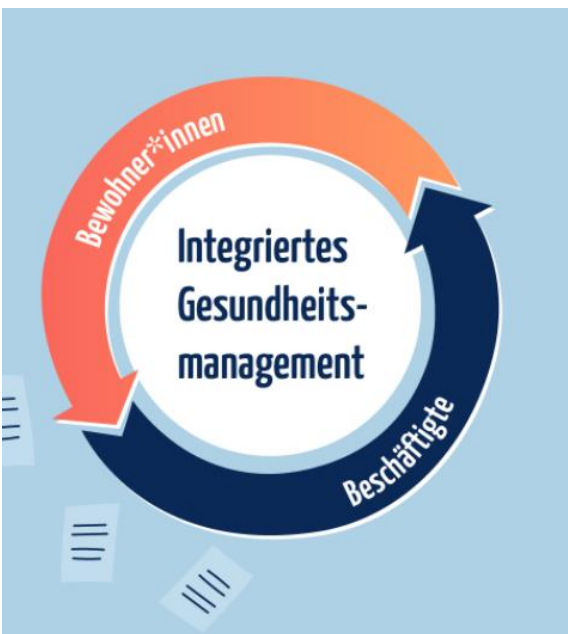 Bewohner*innen
Integriertes
Gesundheits-
management
Beschäftigte